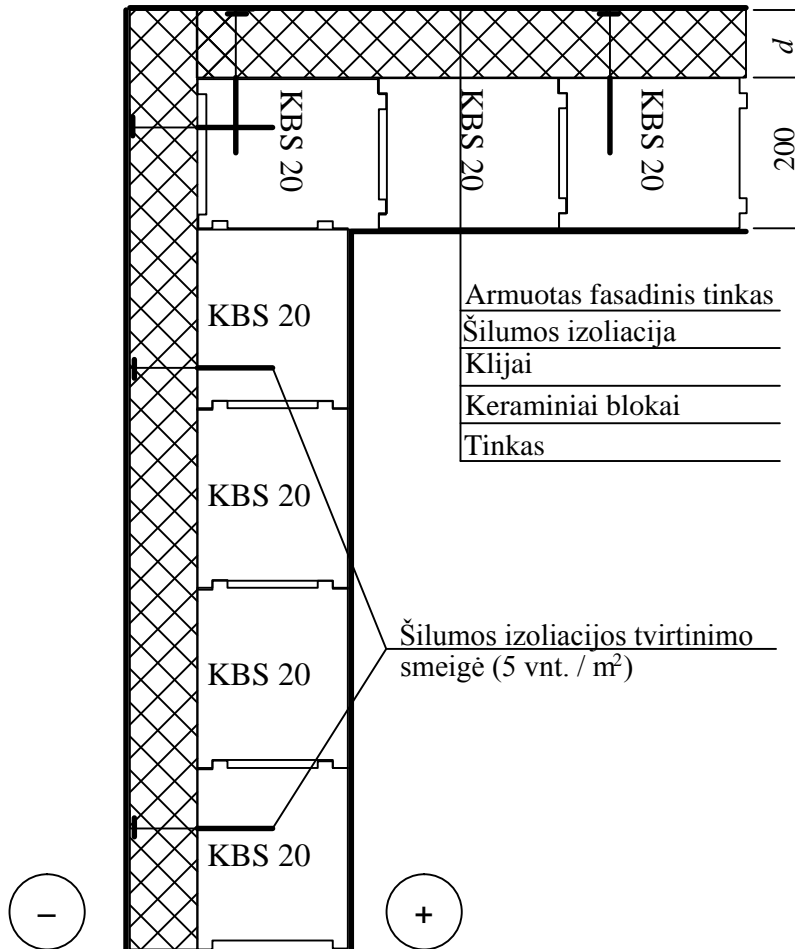 d
KBS 20
KBS 20
KBS 20
200
Armuotas fasadinis tinkas
KBS 20
Šilumos izoliacija
Klijai
Keraminiai blokai
Tinkas
KBS 20
Šilumos izoliacijos tvirtinimo
smeigė (5 vnt. / m²)
KBS 20
KBS 20
–
+